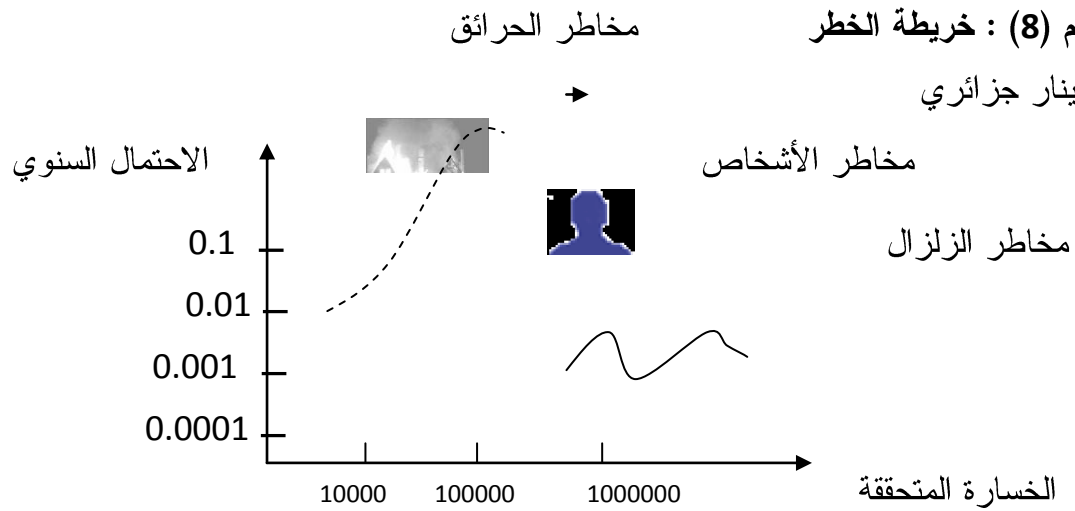 م (8) : خريطة الخطر
مخاطر الحرائق
ينار جزائري
الاحتمال السنوي
مخاطر الأشخاص
مخاطر الزلزال
0.1
0.01
0.001
0.0001
10000 100000 1000000
الخسارة المتحققة